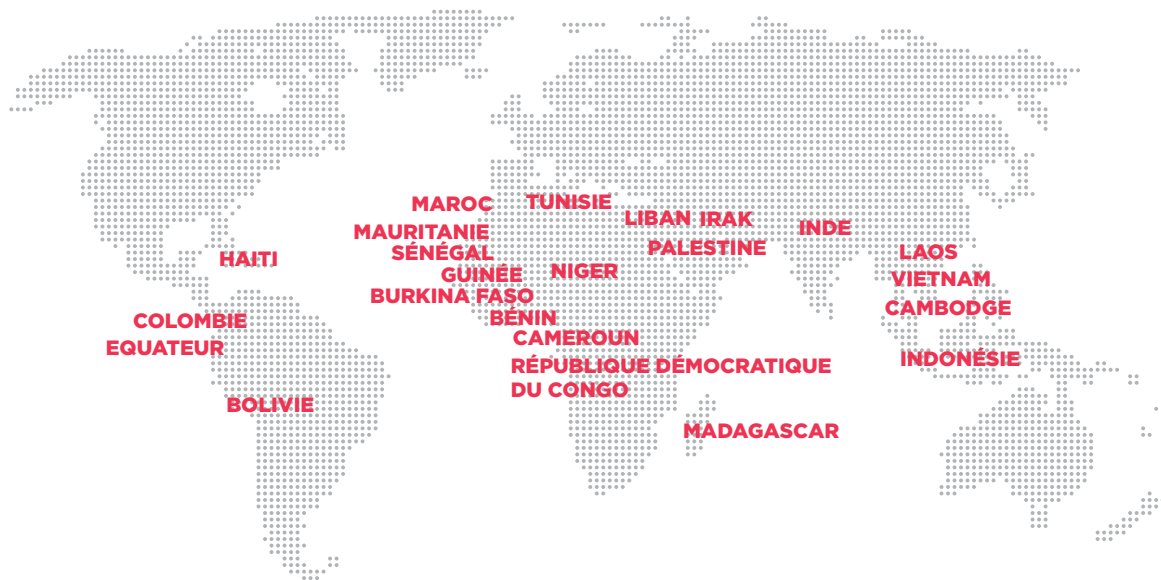 MAROC
TUNISIE
LIBAN IRAK
MAURITANIE
INDE
SÉNÉGAL
PALESTINE
HAITI
LAOS
GUINÉE
NIGER
VIETNAM
BURKINA FASO
CAMBODGE
BÉNIN
COLOMBIE
CAMEROUN
EQUATEUR
INDONÉSIE
RÉPUBLIQUE DÉMOCRATIQUE
DU CONGO
BOLIVIE
MADAGASCAR